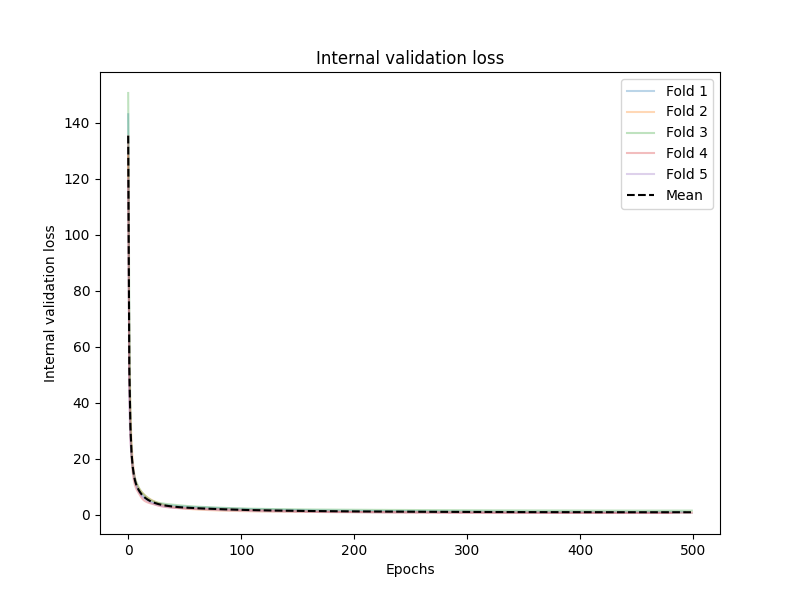 Internal validation loss
Fold 1
Fold 2
Fold 3
Fold 4
Fold 5
Mean
Internal validation loss
140
120
100
80
60
40
20
0
0 100 200 300 400 500
Epochs